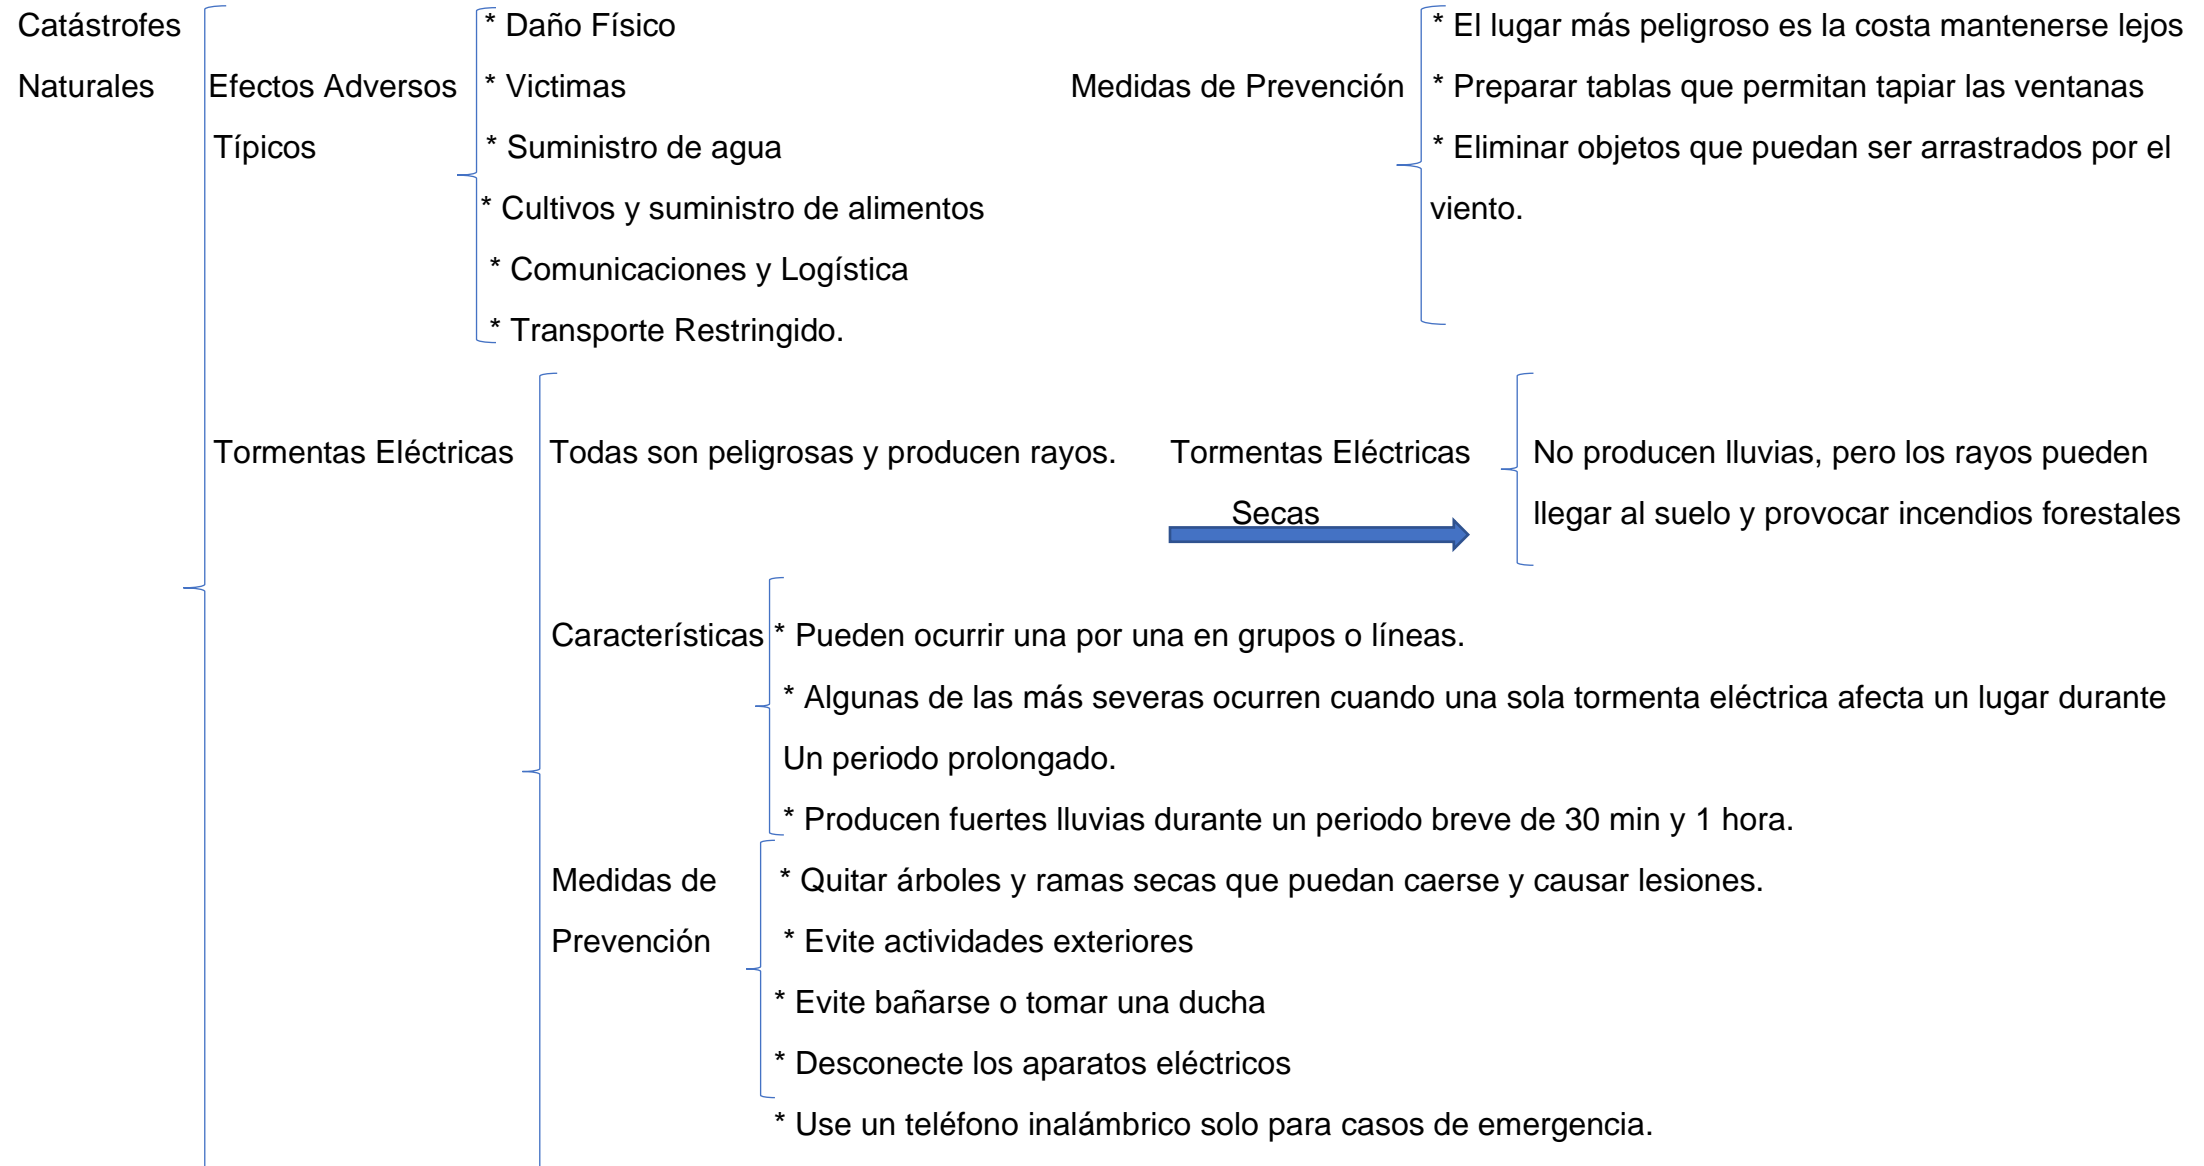 Catástrofes
Naturales
Efectos Adversos
Típicos
* Daño Físico
* Victimas
* Suministro de agua
* Cultivos y suministro de alimentos
* Comunicaciones y Logística
* Transporte Restringido.
Medidas de Prevención
* El lugar más peligroso es la costa mantenerse lejos
* Preparar tablas que permitan tapiar las ventanas
* Eliminar objetos que puedan ser arrastrados por el
viento.
Tormentas Eléctricas
Todas son peligrosas y producen rayos.
Tormentas Eléctricas
Secas
No producen lluvias, pero los rayos pueden
llegar al suelo y provocar incendios forestales
Características
* Pueden ocurrir una por una en grupos o líneas.
* Algunas de las más severas ocurren cuando una sola tormenta eléctrica afecta un lugar durante
Un periodo prolongado.
* Producen fuertes lluvias durante un periodo breve de 30 min y 1 hora.
Medidas de
Prevención
* Quitar árboles y ramas secas que puedan caerse y causar lesiones.
* Evite actividades exteriores
* Evite bañarse o tomar una ducha
* Desconecte los aparatos eléctricos
* Use un teléfono inalámbrico solo para casos de emergencia.